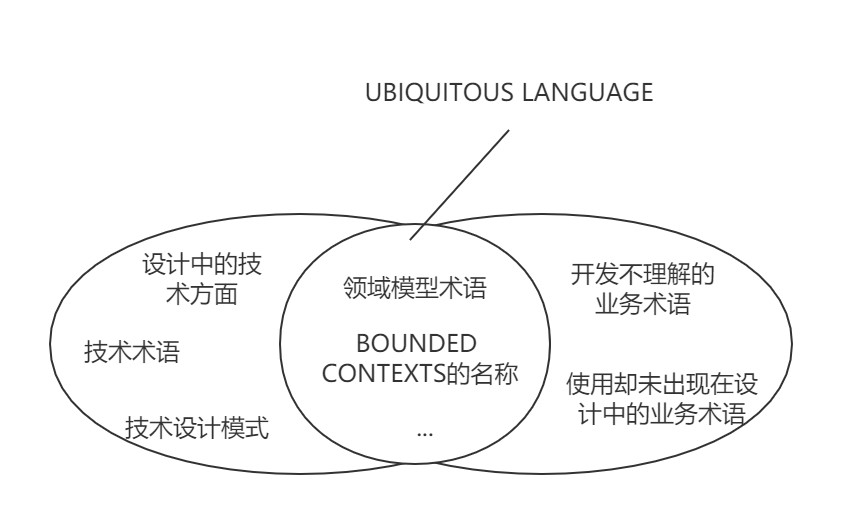 UBIQUITOUS LANGUAGE
设计中的技
术方面
技术术语
技术设计模式
领域模型术语
BOUNDED
CONTEXTS的名称
...
开发不理解的
业务术语
使用却未出现在设
计中的业务术语